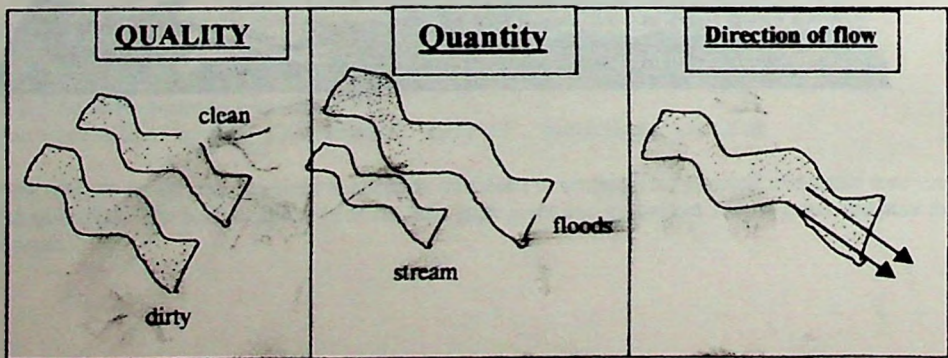 QUALITY
clean
dirty
Quantity
floods
stream
Direction of flow